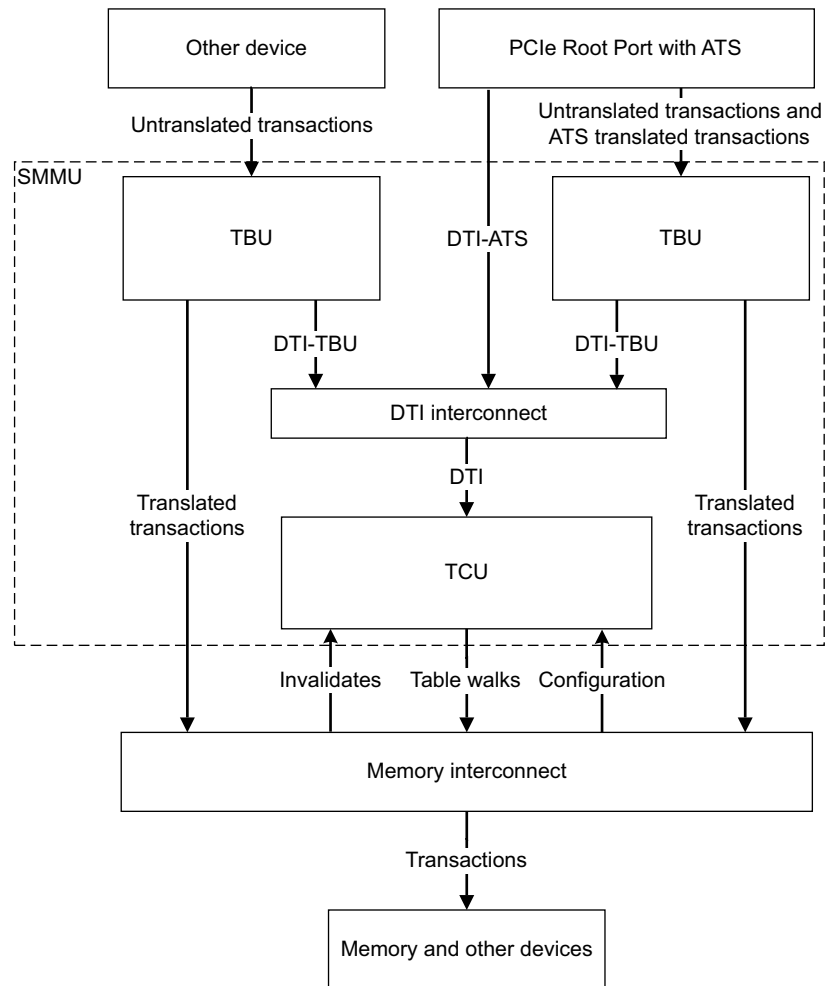 Other device
PCIe Root Port with ATS
Untranslated transactions
Untranslated transactions and
ATS translated transactions
SMMU
TBU
DTI-ATS
TBU
DTI-TBU
DTI-TBU
DTI interconnect
DTI
Translated
transactions
Translated
transactions
TCU
Invalidates
Table walks
Configuration
Memory interconnect
Transactions
Memory and other devices